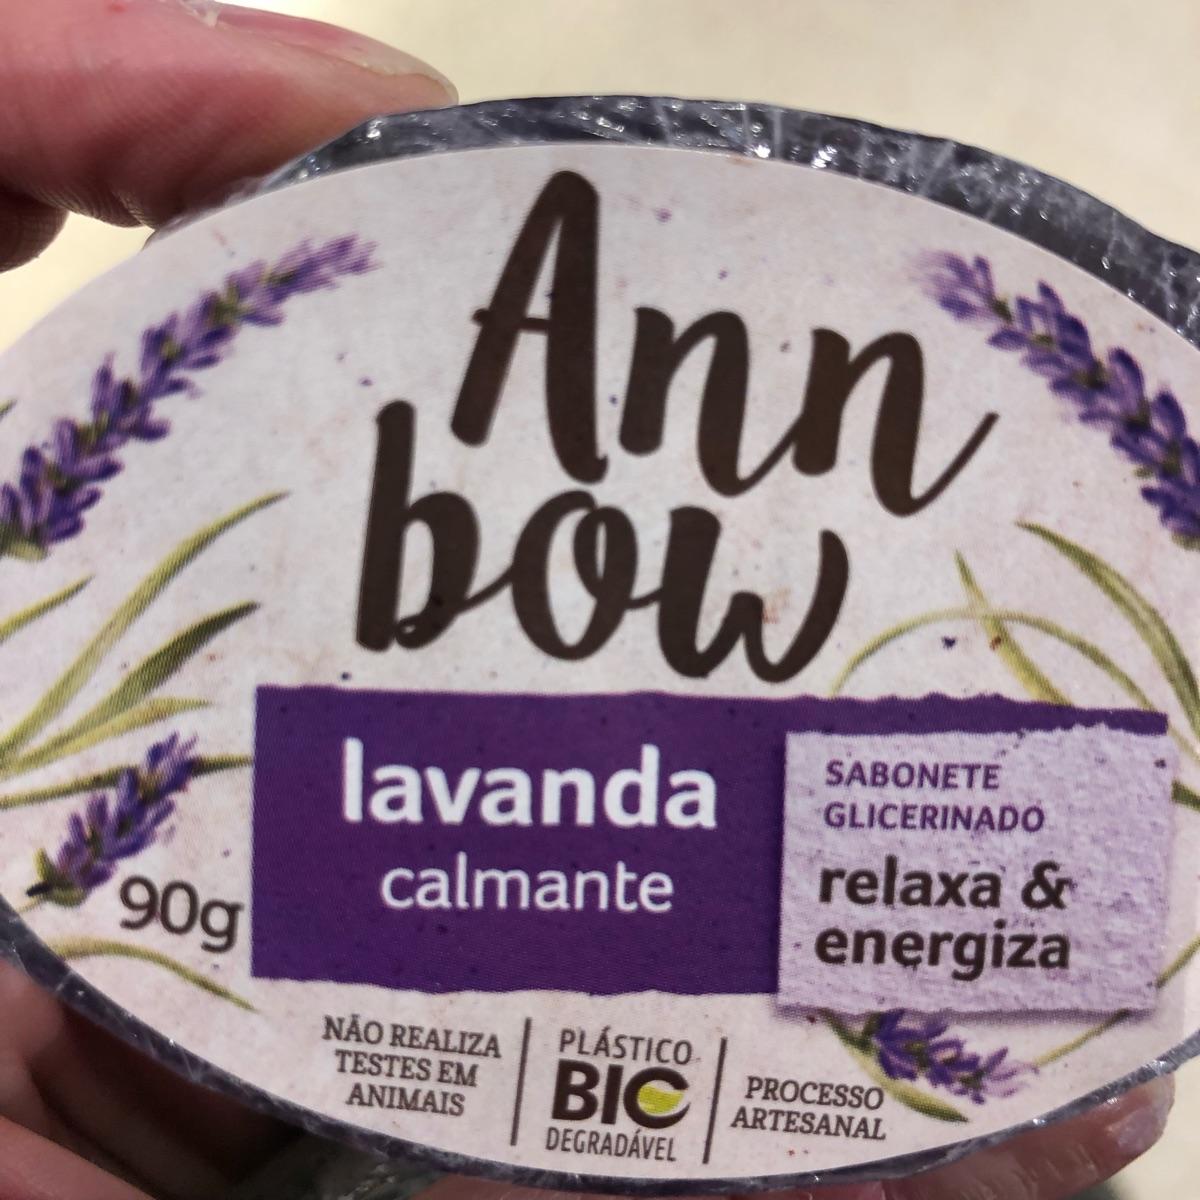 Ann
bow
lavanda
calmante
SABONETE
GLICERINADO
relaxa &
energiza
90g
NÃO REALIZA
TESTES EM
ANIMAIS
PLÁSTICO
BIO
DEGRADÁVEL
PROCESSO
ARTESANAL